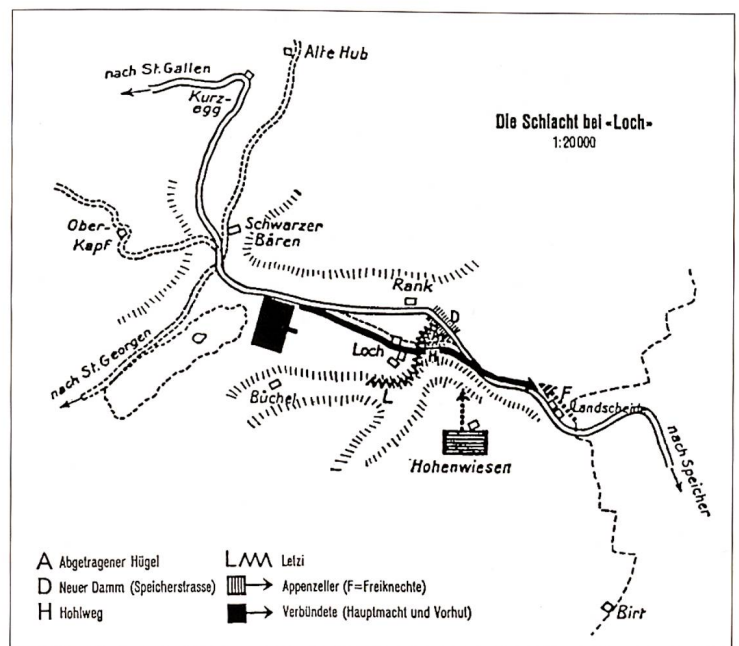 nach St. Gallen
Kurz-
egg
Alte Hub
Die Schlacht bei «Loch»
1:20000
Ober-
Kapf
Schwarzer
Bären
Rank
D
nach St. Georgen
Loch
H
Büchel
L
F
Landscheide
Hohenwiesen
nach Speicher
Birt
A Abgetragener Hügel
D Neuer Damm (Speicherstrasse)
H Hohlweg
L Letzi
Appenzeller (F=Freiknechte)
Verbündete (Hauptmacht und Vorhut)